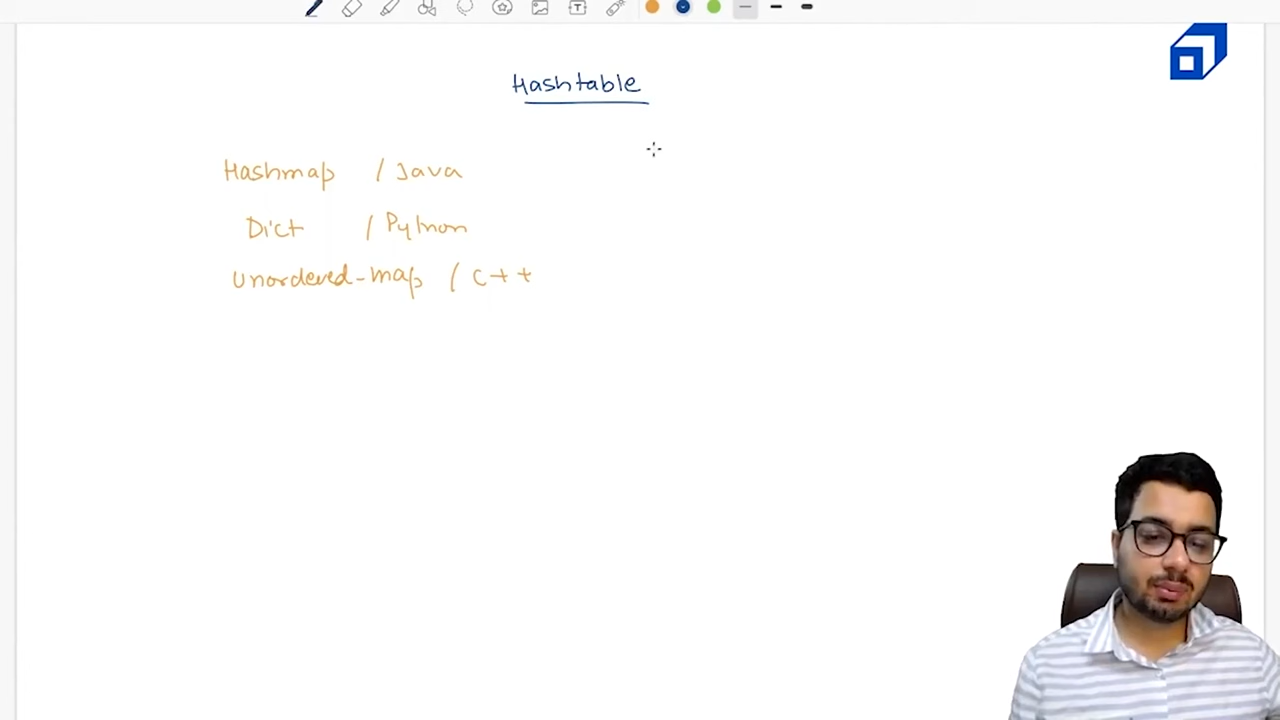 Hashtable
Hashmap / Java
Dict / Python
unordered-map / C++